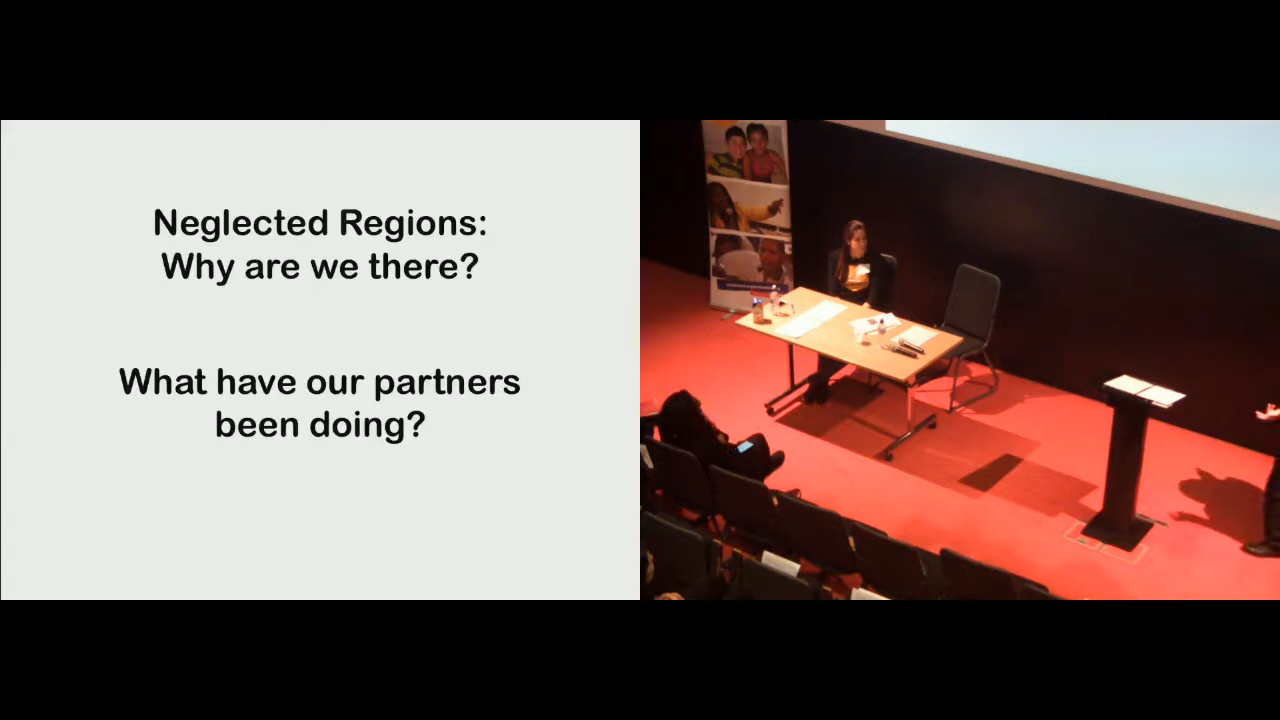 Neglected Regions:
Why are we there?
What have our partners
been doing?